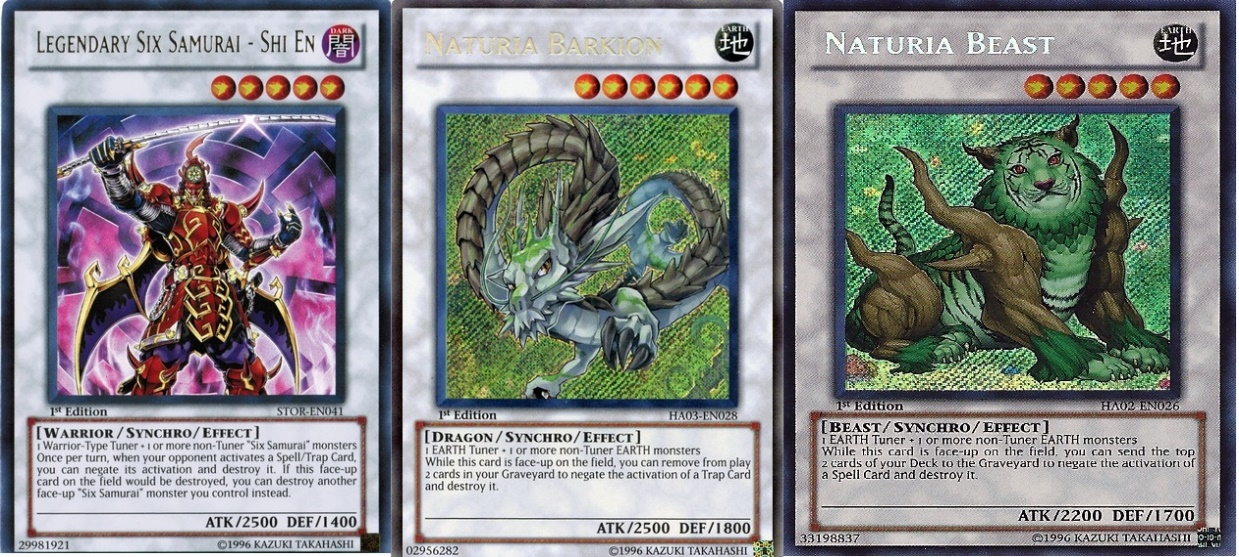 LEGENDARY SIX SAMURAI - SHI EN
DARK
闇
1st Edition
STOR-EN041
[WARRIOR/SYNCHRO/EFFECT]
1 Warrior-Type Tuner + 1 or more non-Tuner "Six Samurai" monsters
Once per turn, when your opponent activates a Spell/Trap Card,
you can negate its activation and destroy it. If this face-up
card on the field would be destroyed, you can destroy another
face-up "Six Samurai" monster you control instead.
ATK/2500 DEF/1400
29981921
©1996 KAZUKI TAKAHASHI
NATURIA BARKION
EARTH
地
1st Edition
HA03-EN028
[DRAGON/SYNCHRO/EFFECT]
1 EARTH Tuner + 1 or more non-Tuner EARTH monsters
While this card is face-up on the field, you can remove from play
2 cards in your Graveyard to negate the activation of a Trap Card
and destroy it.
ATK/2500 DEF/1800
02956282
©1996 KAZUKI TAKAHASHI
NATURIA BEAST
EARTH
地
1st Edition
HA02-EN026
[BEAST/SYNCHRO/EFFECT]
1 EARTH Tuner + 1 or more non-Tuner EARTH monsters
While this card is face-up on the field, you can send the top
2 cards of your Deck to the Graveyard to negate the activation of
a Spell Card and destroy it.
ATK/2200 DEF/1700
33198837
©1996 KAZUKI TAKAHASHI